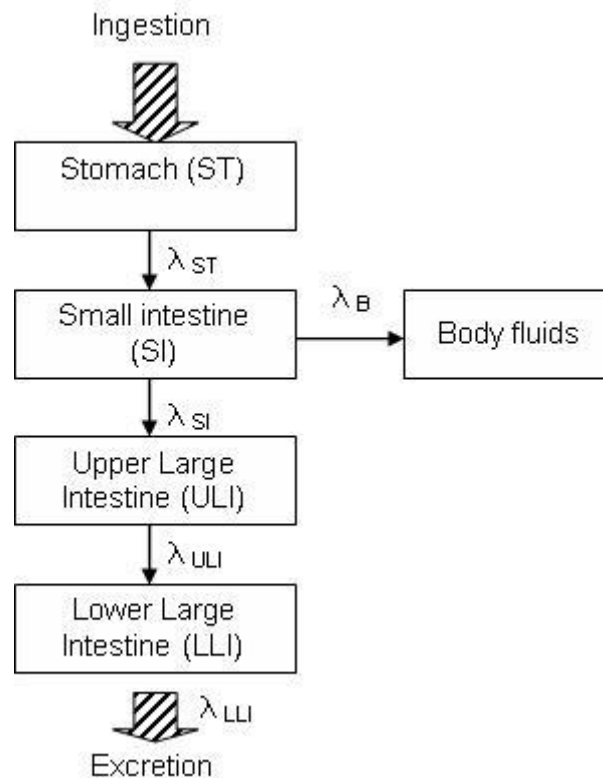 Ingestion
Stomach (ST)
λ ST
Small intestine
(SI)
λ B
Body fluids
λ SI
Upper Large
Intestine (ULI)
λ ULI
Lower Large
Intestine (LLI)
λ LLI
Excretion